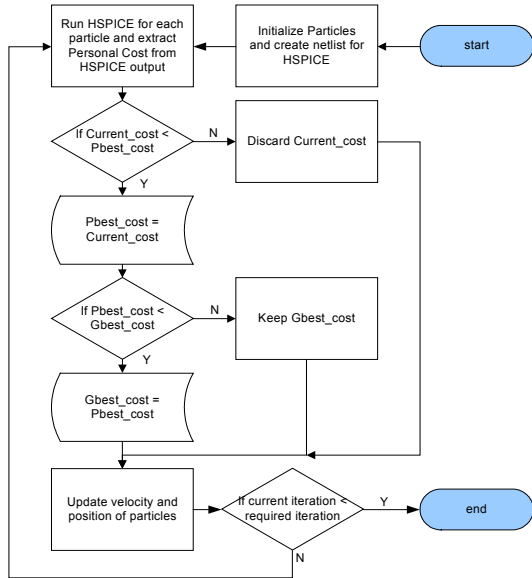 start
Initialize Particles
and create netlist for
HSPICE
Run HSPICE for each
particle and extract
Personal Cost from
HSPICE output
If Current_cost <
Pbest_cost
N
Discard Current_cost
Y
Pbest_cost =
Current_cost
If Pbest_cost <
Gbest_cost
N
Keep Gbest_cost
Y
Gbest_cost =
Pbest_cost
Update velocity and
position of particles
If current iteration <
required iteration
Y
end
N